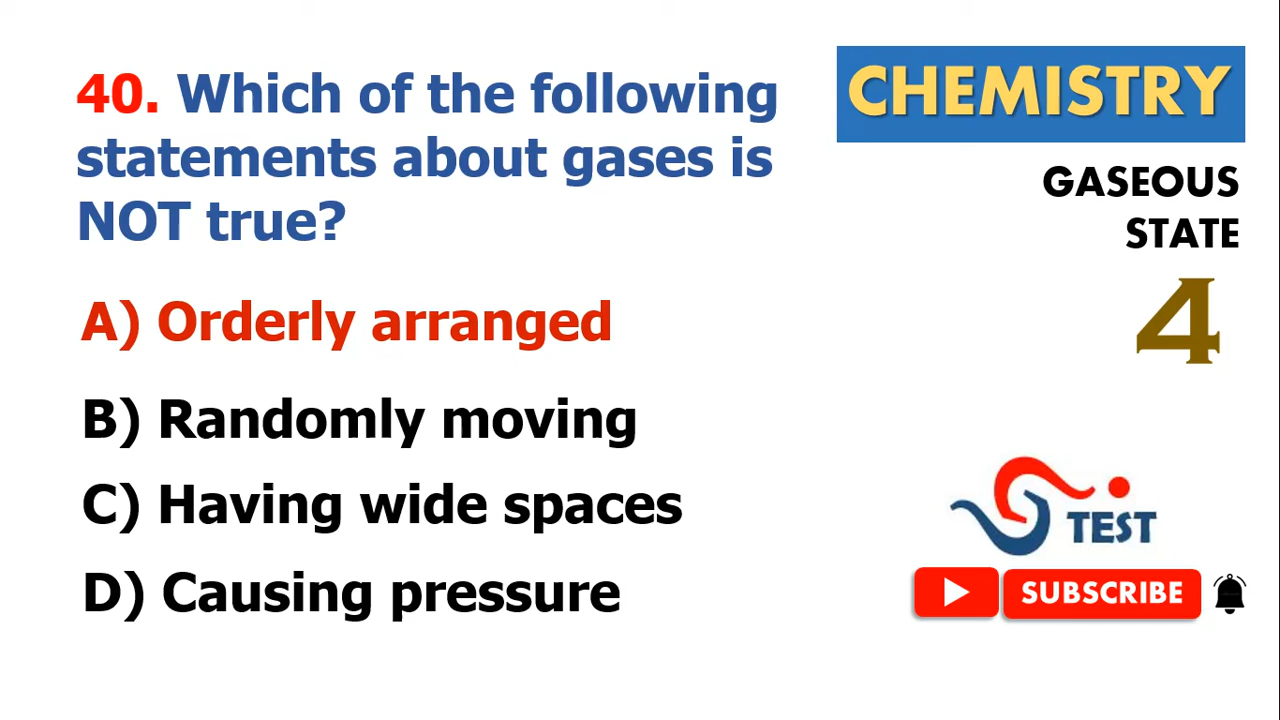 40. Which of the following
statements about gases is
NOT true?
A) Orderly arranged
B) Randomly moving
C) Having wide spaces
D) Causing pressure
CHEMISTRY
GASEOUS
STATE
4
TEST
SUBSCRIBE